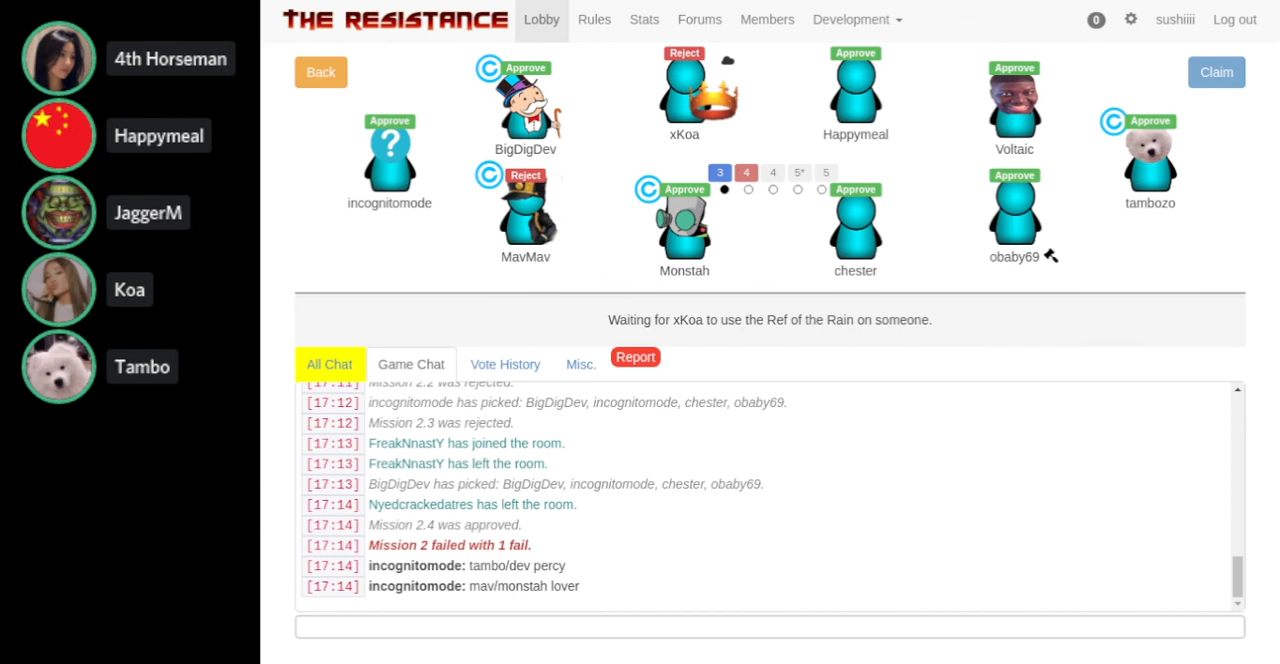 4th Horseman
Happymeal
JaggerM
Koa
Tambo
THE RESISTANCE
Lobby
Rules
Stats
Forums
Members
Development
0
sushiiii
Log out
Back
Claim
Approve
?
incognitomode
C Approve
BigDigDev
Reject
xKoa
Approve
Happymeal
Approve
Voltaic
C Approve
tambozo
C Reject
MavMav
C Approve
Monstah
3 4 4 5* 5
Approve
chester
Approve
obaby69
Waiting for xKoa to use the Ref of the Rain on someone.
All Chat
Game Chat
Vote History
Misc.
Report
[17:11] Mission 2.2 was rejected.
[17:12] incognitomode has picked: BigDigDev, incognitomode, chester, obaby69.
[17:12] Mission 2.3 was rejected.
[17:13] FreakNnastY has joined the room.
[17:13] FreakNnastY has left the room.
[17:13] BigDigDev has picked: BigDigDev, incognitomode, chester, obaby69.
[17:14] Nyedcrackedatres has left the room.
[17:14] Mission 2.4 was approved.
[17:14] Mission 2 failed with 1 fail.
[17:14] incognitomode: tambo/dev percy
[17:14] incognitomode: mav/monstah lover